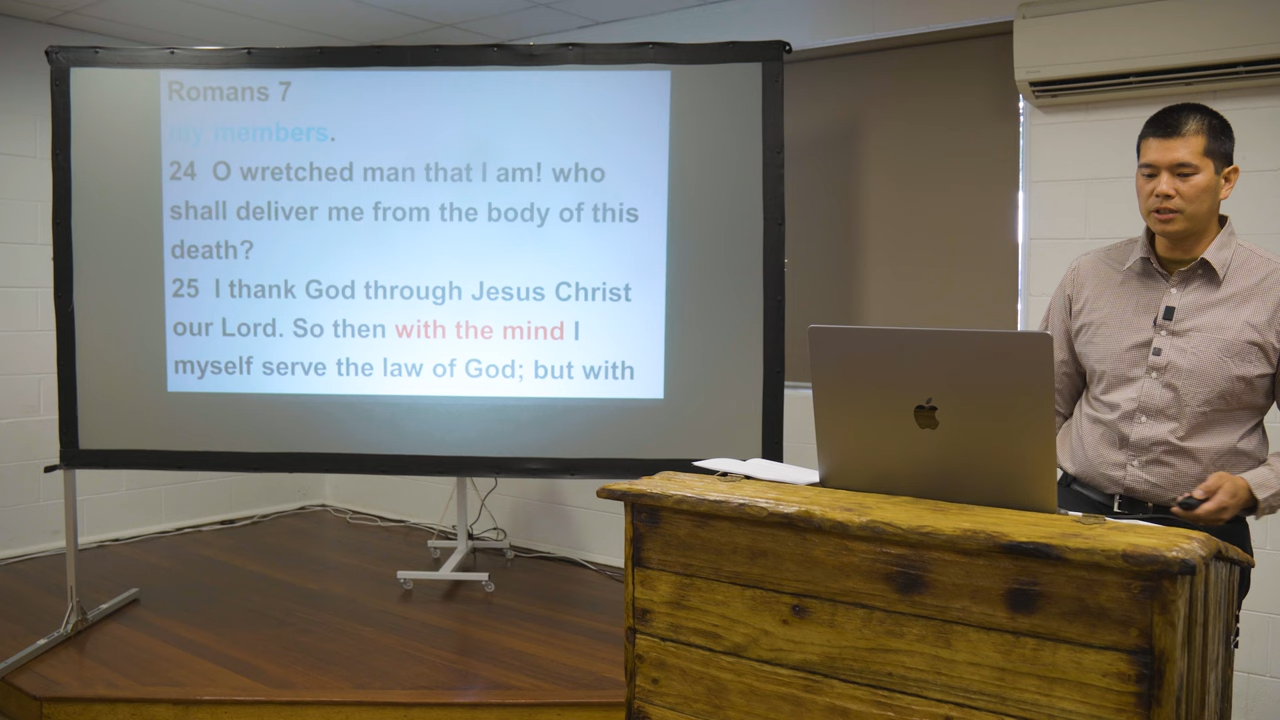 Romans 7
my members.
24 O wretched man that I am! who
shall deliver me from the body of this
death?
25 I thank God through Jesus Christ
our Lord. So then with the mind I
myself serve the law of God; but with